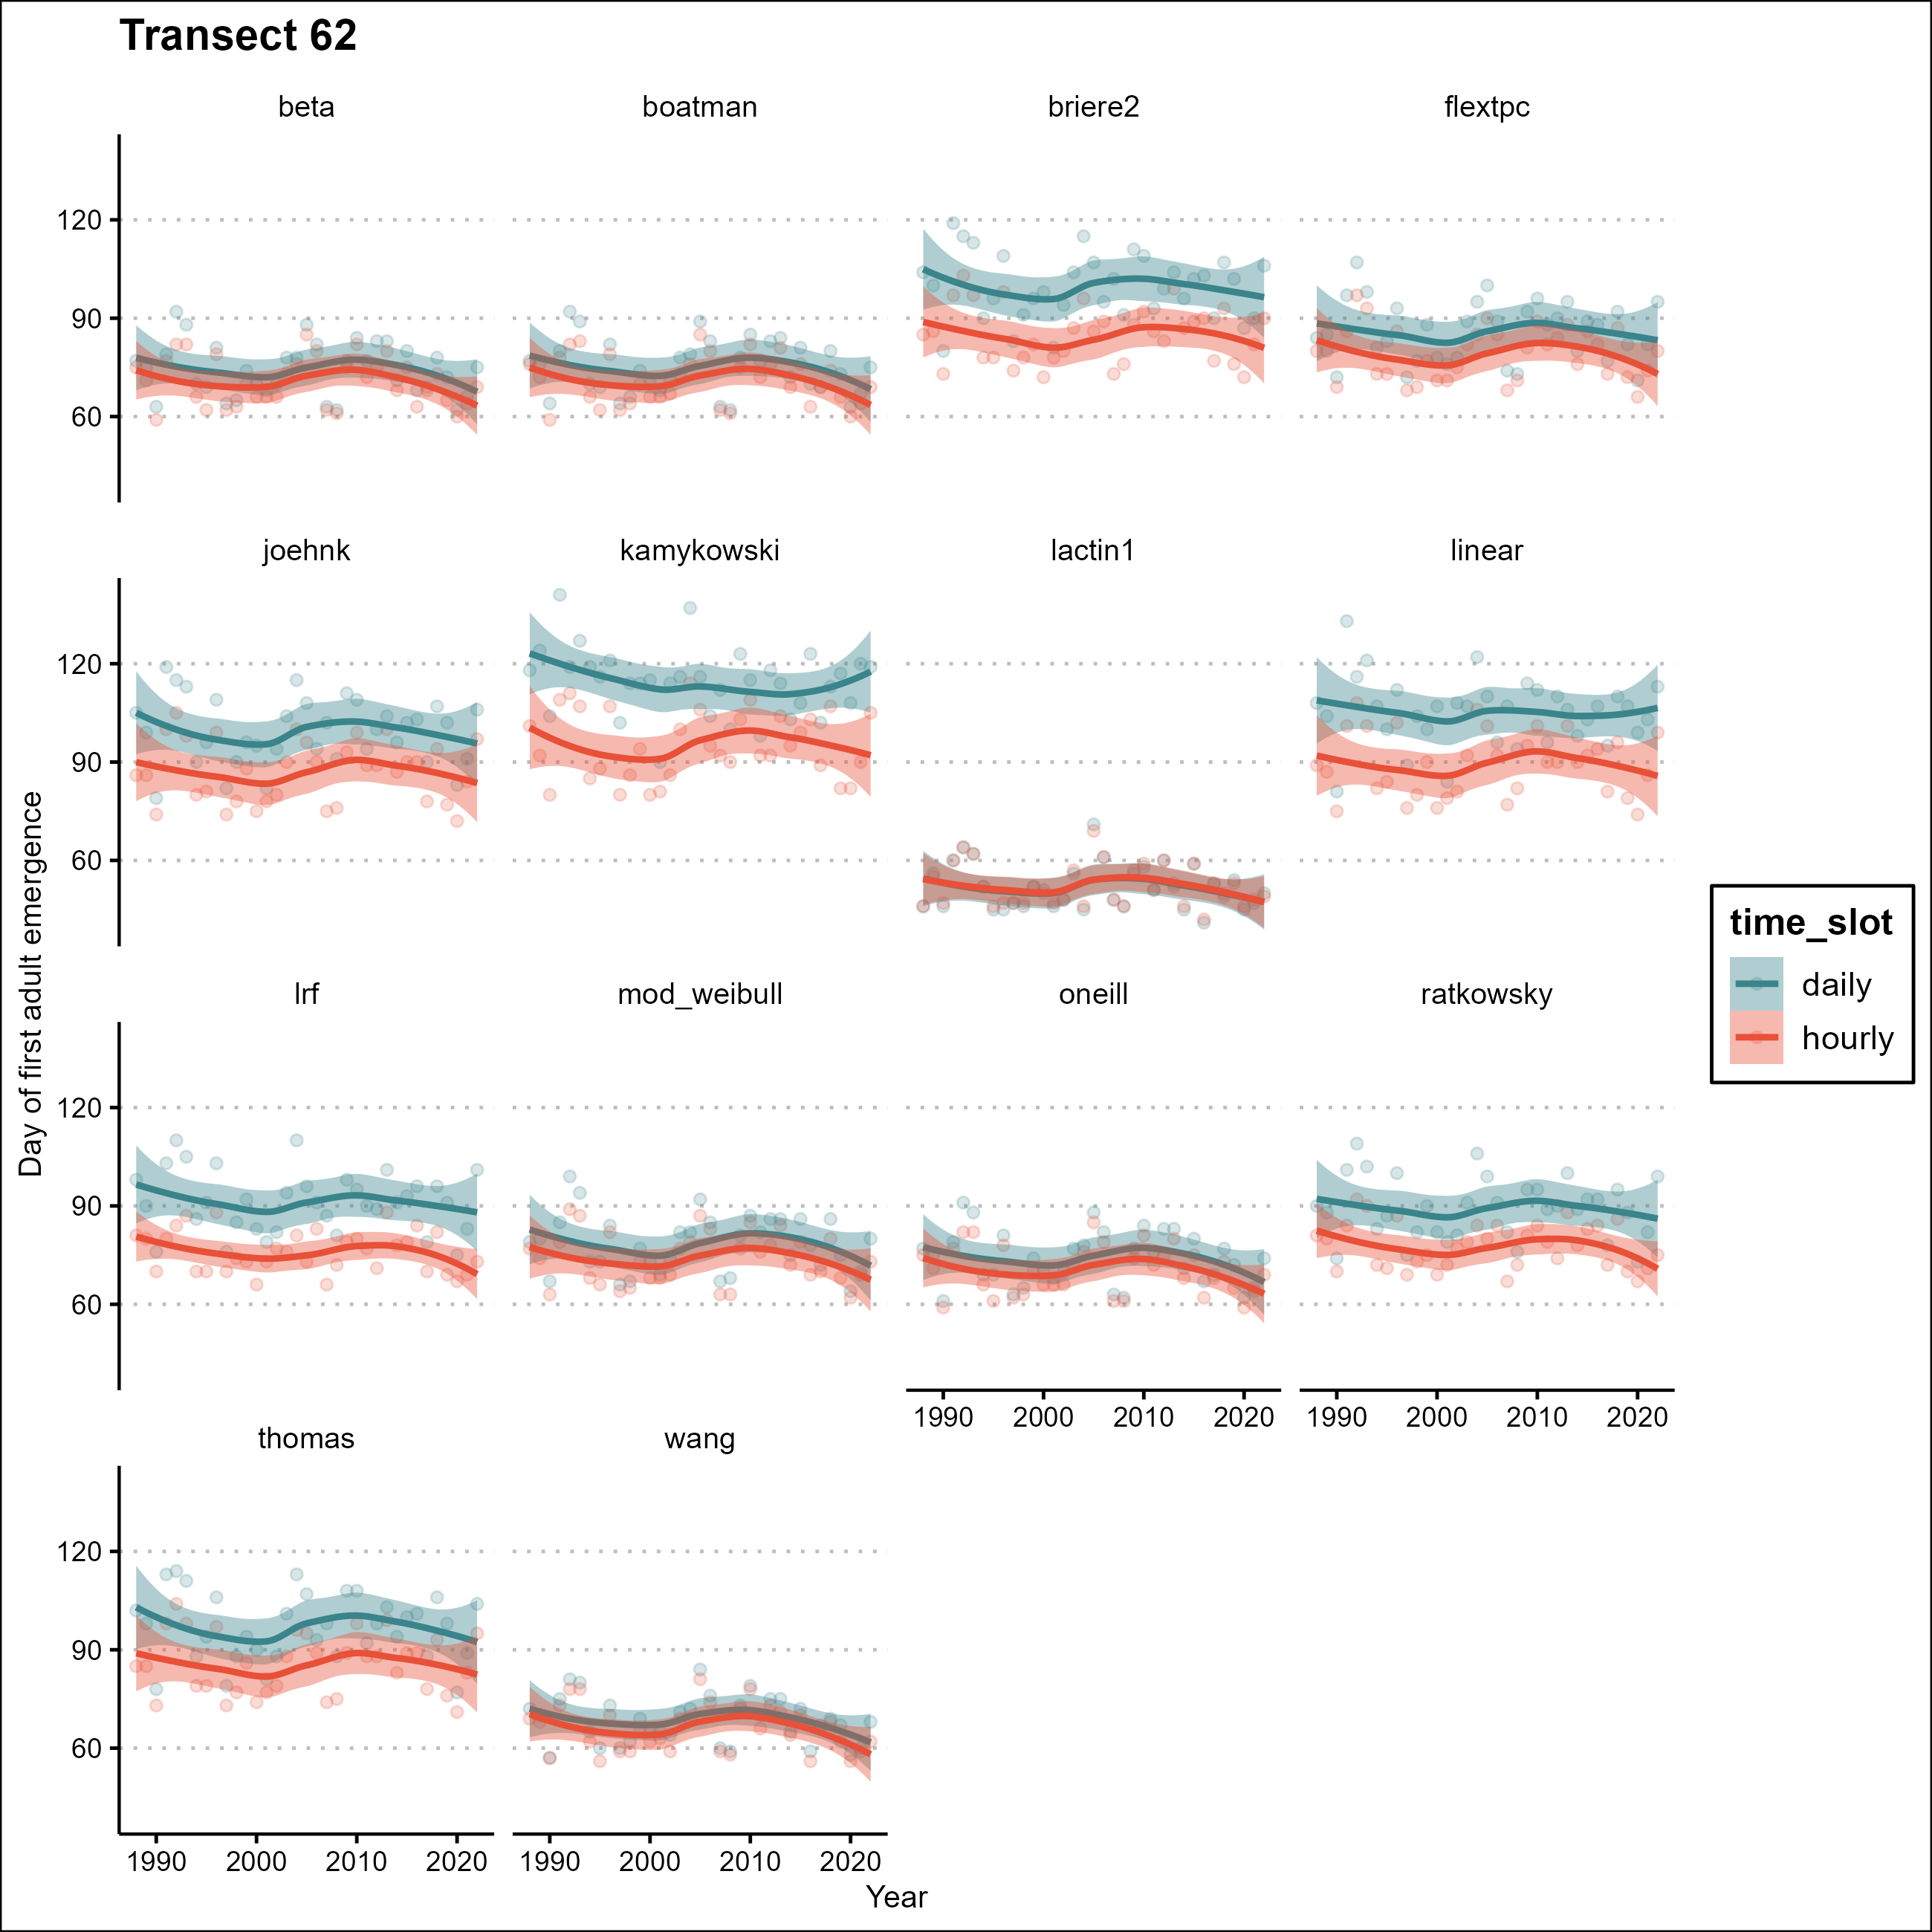 Transect 62
beta boatman briere2 flextpc
120
90
60
joehnk kamykowski lactin1 linear
120
90
60
Day of first adult emergence
time_slot
daily
hourly
lrf mod_weibull oneill ratkowsky
120
90
60
1990 2000 2010 2020 1990 2000 2010 2020
thomas wang
120
90
60
1990 2000 2010 2020 1990 2000 2010 2020
Year